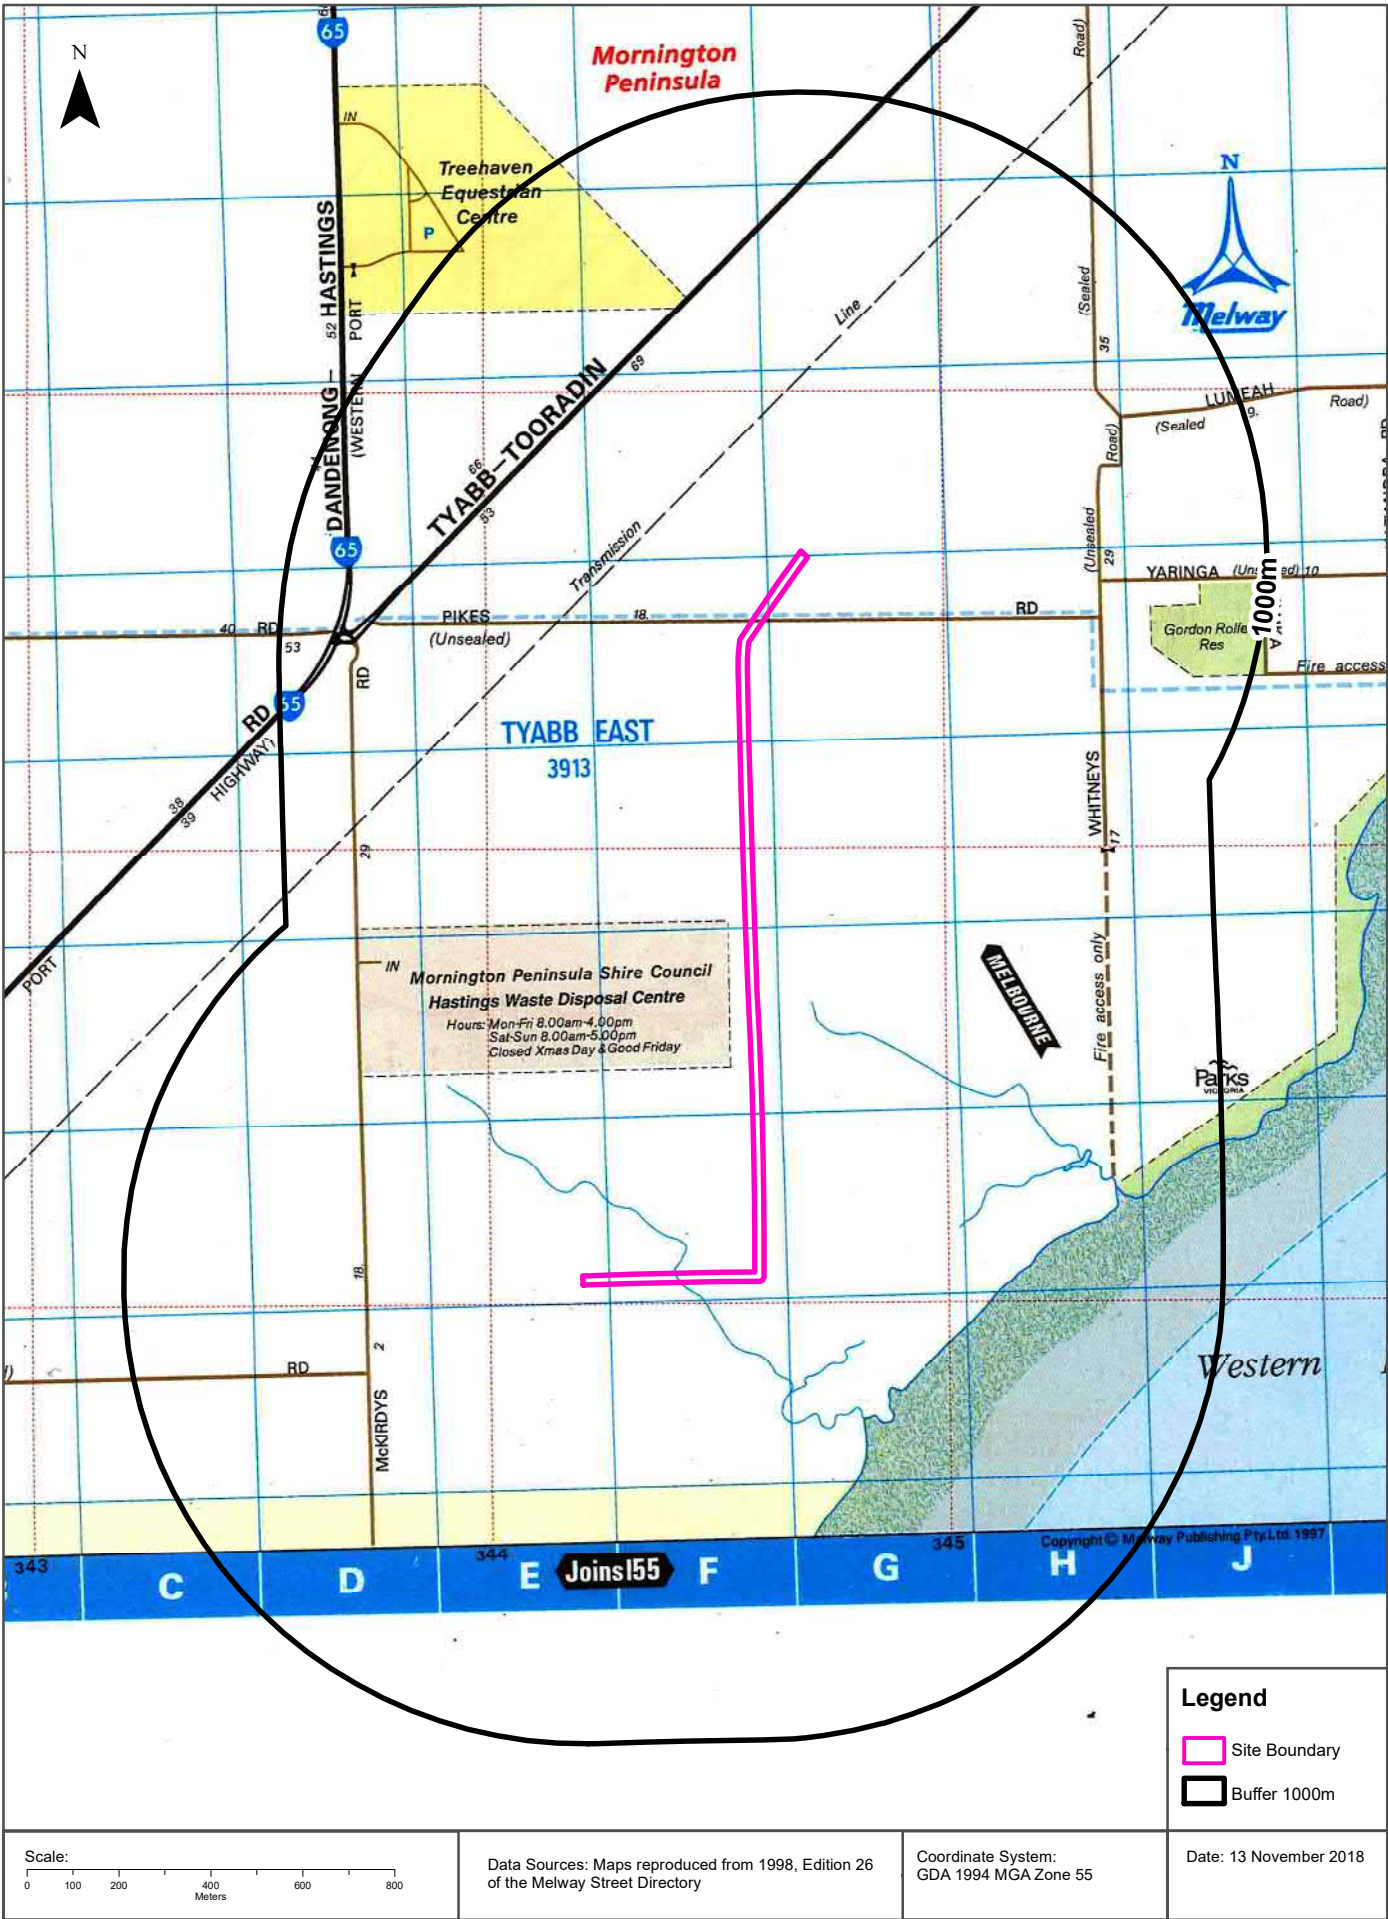 65
N
Mornington
Peninsula
Road)
IN
Treehaven
Equestrian
Centre
P
N
Melway
DANDENONG – HASTINGS
52
PORT
(WESTERN
Line
(Sealed
35
TYABB–TOORADIN
69
66
53
LUMEAH
9.
(Sealed
Road)
Road)
65
Transmission
(Unsealed
29
YARINGA
10
1000m
40
RD
53
PIKES
(Unsealed)
18.
RD
Gordon Rolfe
Res
Fire access
RD
65
RD
HIGHWAY)
38
39
TYABB EAST
3913
WHITNEYS
17
29
PORT
IN
Mornington Peninsula Shire Council
Hastings Waste Disposal Centre
Hours: Mon-Fri 8.00am-4.00pm
Sat-Sun 8.00am-5.00pm
Closed Xmas Day & Good Friday
MELBOURNE
Fire access only
Parks
VICTORIA
18.
2
RD
McKIRDYS
Western
Copyright © Melway Publishing Pty. Ltd. 1997
343
344
345
C
D
E
Joins 155
F
G
H
J
Legend
Site Boundary
Buffer 1000m
Scale:
0 100 200 400 600 800
Meters
Data Sources: Maps reproduced from 1998, Edition 26
of the Melway Street Directory
Coordinate System:
GDA 1994 MGA Zone 55
Date: 13 November 2018